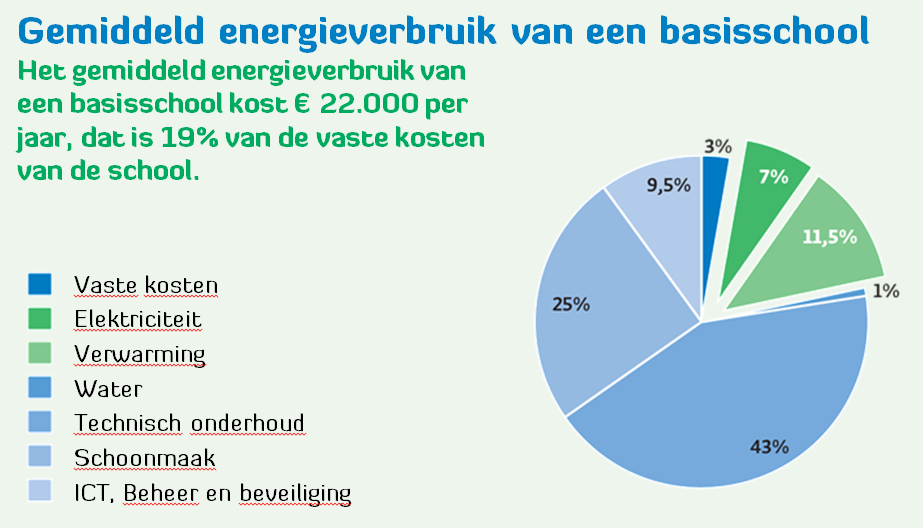 Gemiddeld energieverbruik van een basisschool
Het gemiddeld energieverbruik van
een basisschool kost € 22.000 per
jaar, dat is 19% van de vaste kosten
van de school.
3%
7%
9,5%
11,5%
1%
25%
43%
Vaste kosten
Elektriciteit
Verwarming
Water
Technisch onderhoud
Schoonmaak
ICT, Beheer en beveiliging